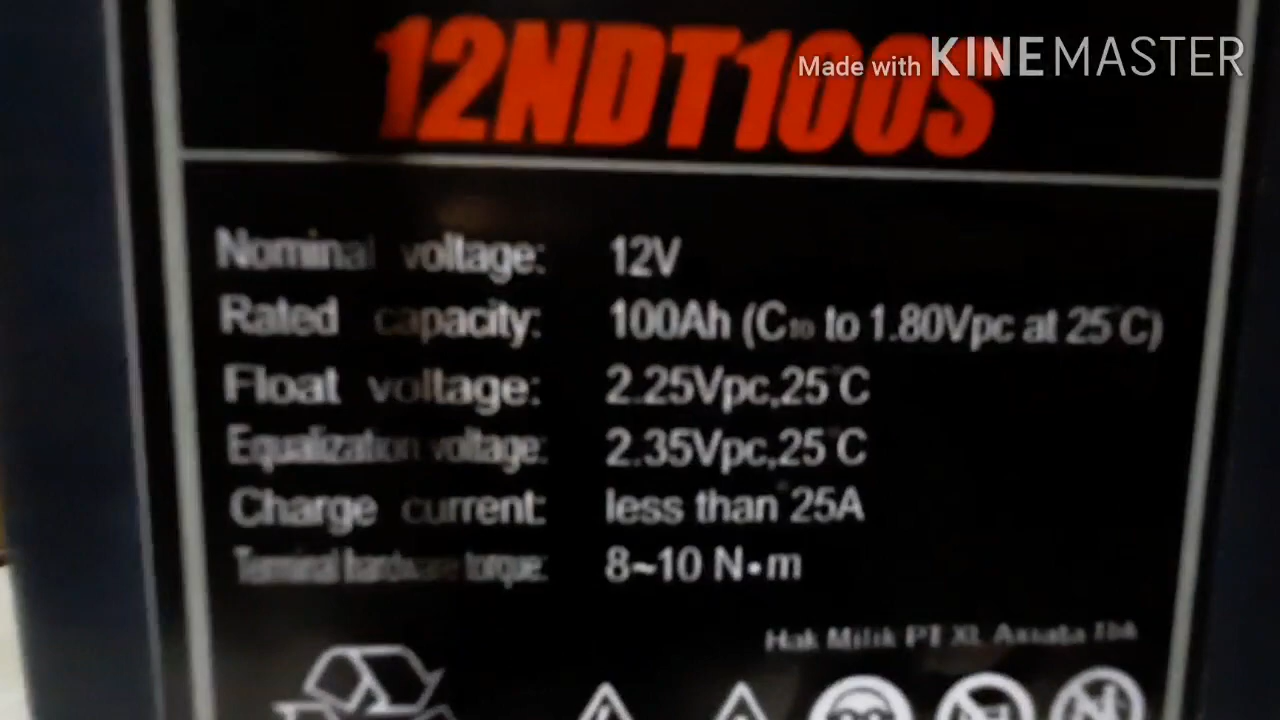 12NDT100S
Made with KINEMASTER
Nominal voltage: 12V
Rated capacity: 100Ah (C10 to 1.80Vpc at 25°C)
Float voltage: 2.25Vpc,25°C
Equalization voltage: 2.35Vpc,25°C
Charge current: less than 25A
Terminal hardware torque: 8~10 N•m
Hak Milik PT XL Axiata Tbk